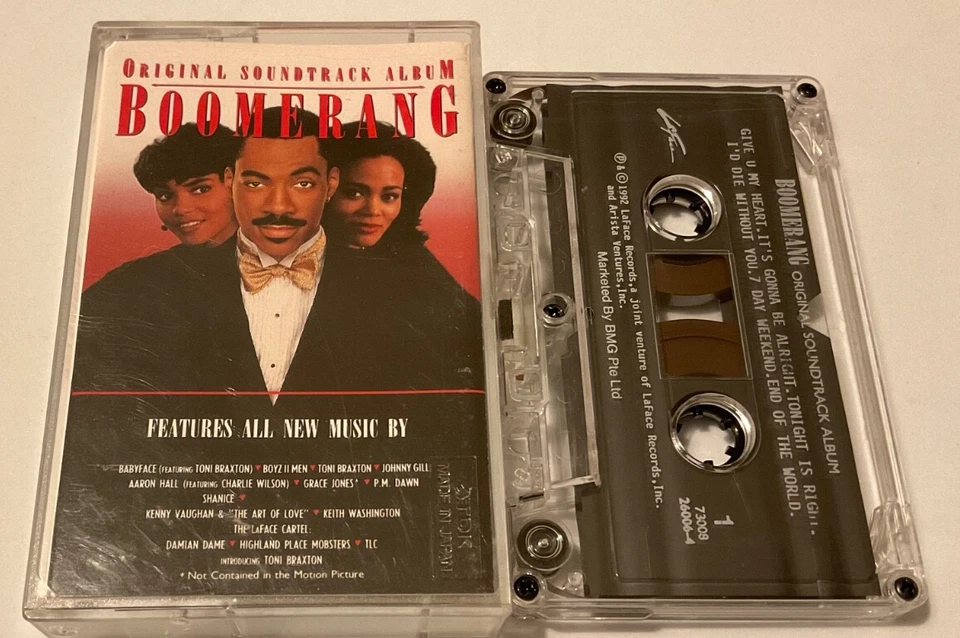 ORIGINAL SOUNDTRACK ALBUM
BOOMERANG
FEATURES ALL NEW MUSIC BY
BABYFACE (FEATURING TONI BRAXTON) ▼ BOYZ II MEN ▼ TONI BRAXTON ▼ JOHNNY GILL
AARON HALL (FEATURING CHARLIE WILSON) ▼ GRACE JONES* ▼ P.M. DAWN
SHANICE ▼
KENNY VAUGHAN & "THE ART OF LOVE" ▼ KEITH WASHINGTON
THE LAFACE CARTEL:
DAMIAN DAME ▼ HIGHLAND PLACE MOBSTERS ▼ TLC
INTRODUCING TONI BRAXTON
* Not Contained in the Motion Picture
TDK
MADE IN JAPAN
LaFace
BOOMERANG ORIGINAL SOUNDTRACK ALBUM
GIVE U MY HEART.IT'S GONNA BE ALRIGHT.TONIGHT IS RIGHT.
I'D DIE WITHOUT YOU.7 DAY WEEKEND.END OF THE WORLD.
℗&©1992 LaFace Records,a joint venture of LaFace Records,Inc.
and Arista Ventures,Inc.
Marketed By BMG Pte Ltd
1
73008
26006-4